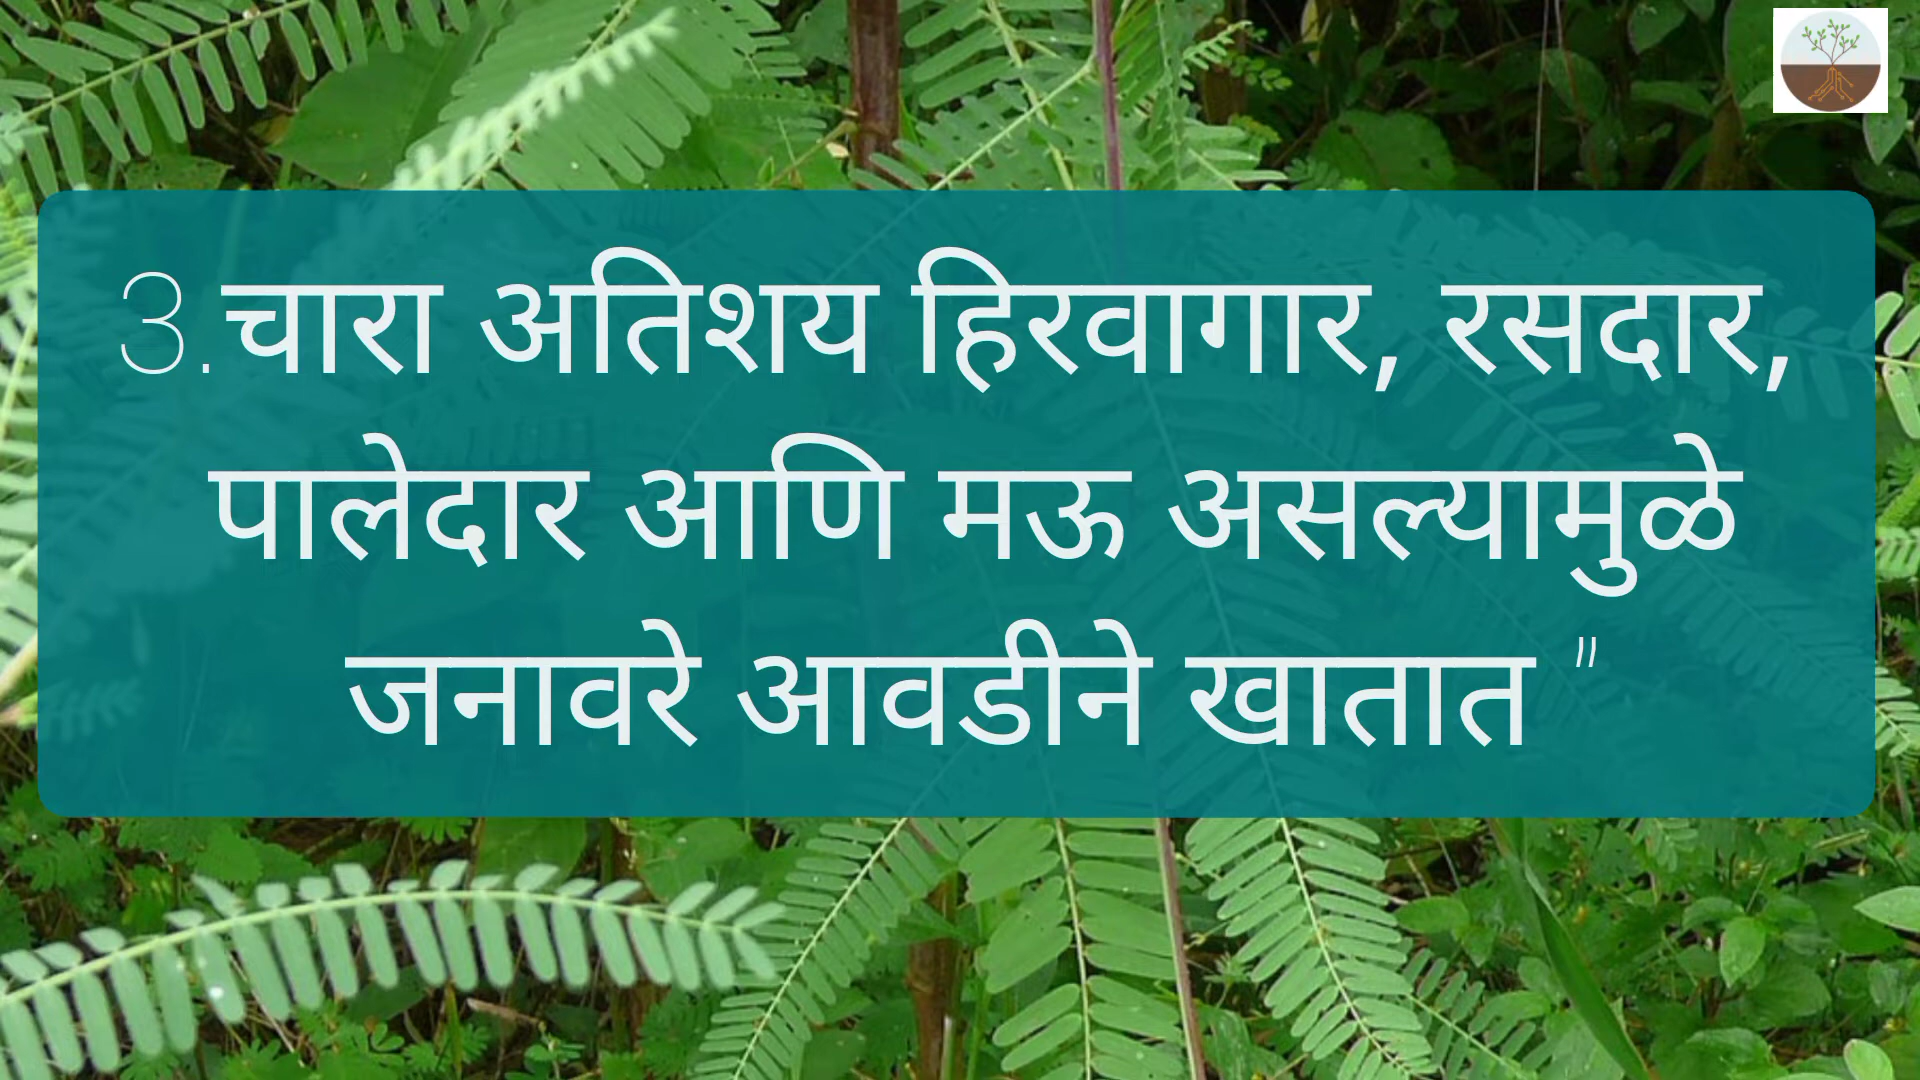 3.चारा अतिशय हिरवागार, रसदार,
पालेदार आणि मऊ असल्यामुळे
जनावरे आवडीने खातात "